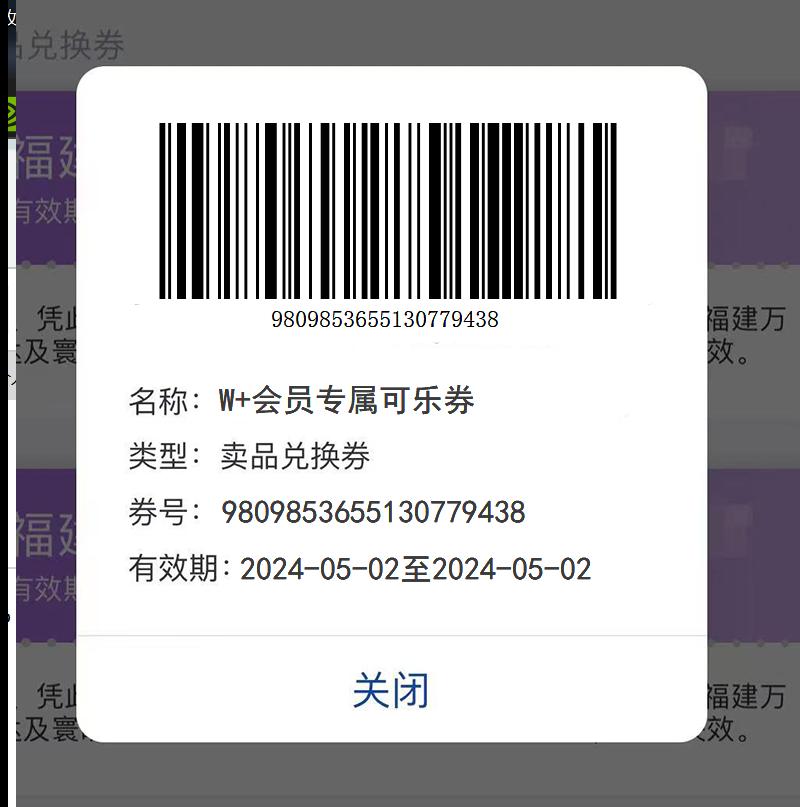 兑换券
福建
有效期
9809853655130779438
凭此
福建万
及寰
效。
名称：W+会员专属可乐券
类型：卖品兑换券
券号：9809853655130779438
有效期：2024-05-02至2024-05-02
福建
有效期
关闭
凭此
福建万
及寰
效。